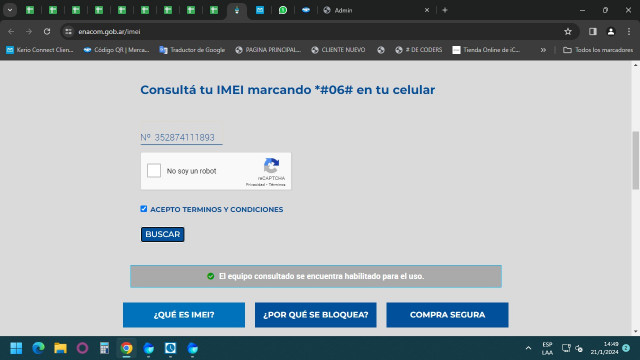 Admin
enacom.gob.ar/imei
Kerio Connect Clien...
Código QR | Merca...
Traductor de Google
PAGINA PRINCIPAL...
CLIENTE NUEVO
# DE CODERS
Tienda Online de iC...
Todos los marcadores
Consultá tu IMEI marcando *#06# en tu celular
Nº 352874111893
No soy un robot
reCAPTCHA
Privacidad - Términos
ACEPTO TERMINOS Y CONDICIONES
BUSCAR
El equipo consultado se encuentra habilitado para el uso.
¿QUÉ ES IMEI?
¿POR QUÉ SE BLOQUEA?
COMPRA SEGURA
ESP
LAA
14:49
21/1/2024